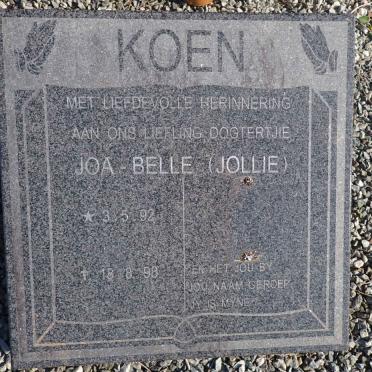 KOEN
MET LIEFDEVOLLE HERINNERING
AAN ONS LIEFLING DOGTERTJIE
JOA-BELLE (JOLLIE)
★ 3.5.92
† 18.8.98
EN HET JOU BY
JOU NAAM GEROEP
JY IS MYNE